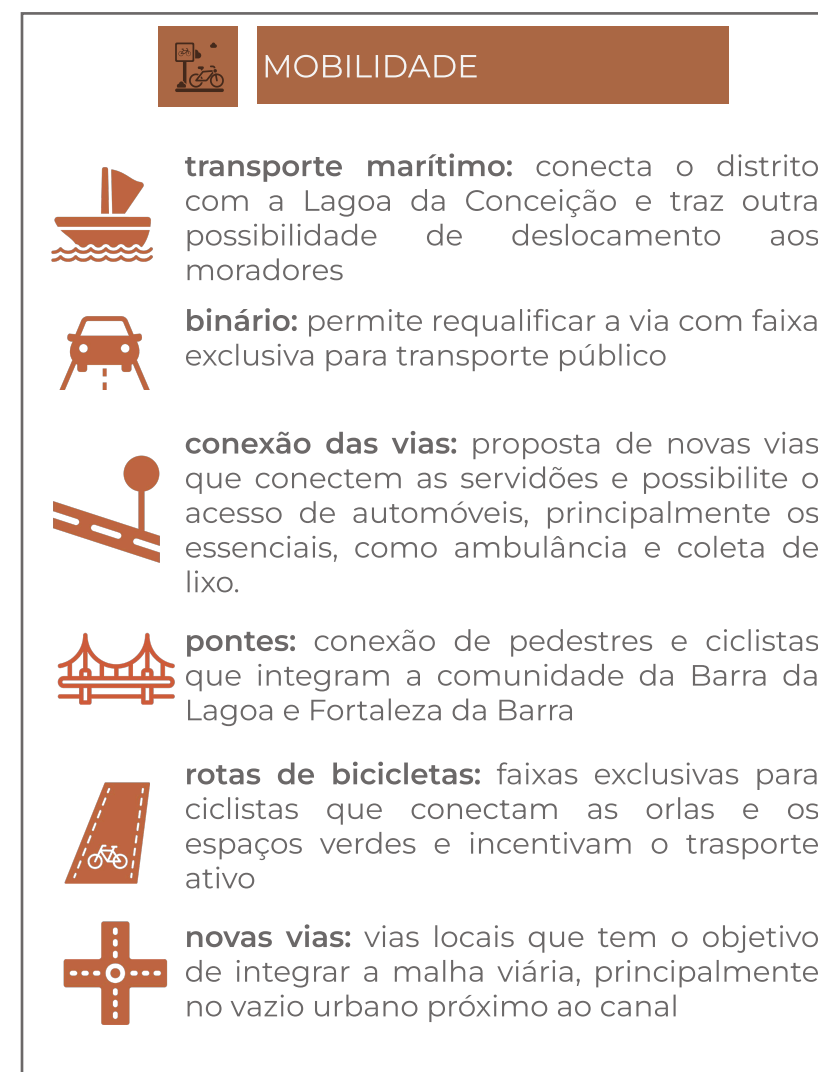 MOBILIDADE
transporte marítimo: conecta o distrito
com a Lagoa da Conceição e traz outra
possibilidade de deslocamento aos
moradores
binário: permite requalificar a via com faixa
exclusiva para transporte público
conexão das vias: proposta de novas vias
que conectem as servidões e possibilite o
acesso de automóveis, principalmente os
essenciais, como ambulância e coleta de
lixo.
pontes: conexão de pedestres e ciclistas
que integram a comunidade da Barra da
Lagoa e Fortaleza da Barra
rotas de bicicletas: faixas exclusivas para
ciclistas que conectam as orlas e os
espaços verdes e incentivam o trasporte
ativo
novas vias: vias locais que tem o objetivo
de integrar a malha viária, principalmente
no vazio urbano próximo ao canal